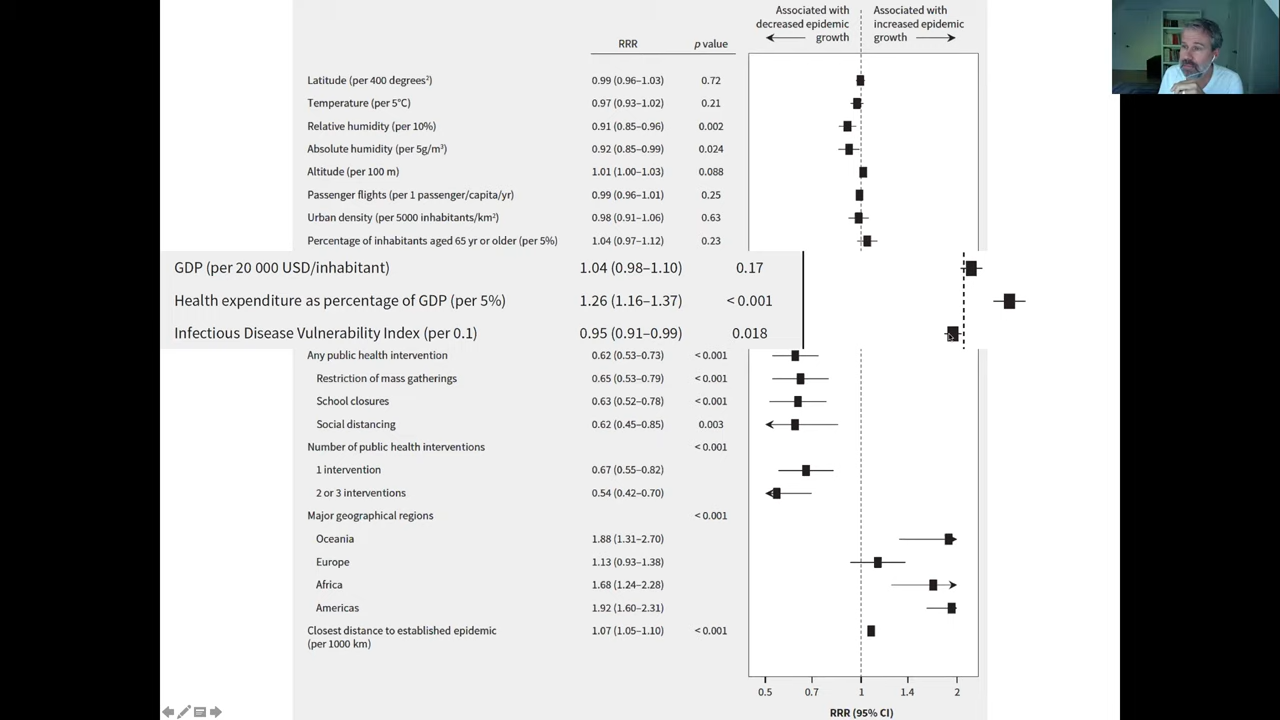 Associated with Associated with
decreased epidemic increased epidemic
growth growth
RRR p value
Latitude (per 400 degrees²) 0.99 (0.96–1.03) 0.72
Temperature (per 5°C) 0.97 (0.93–1.02) 0.21
Relative humidity (per 10%) 0.91 (0.85–0.96) 0.002
Absolute humidity (per 5g/m³) 0.92 (0.85–0.99) 0.024
Altitude (per 100 m) 1.01 (1.00–1.03) 0.088
Passenger flights (per 1 passenger/capita/yr) 0.99 (0.96–1.01) 0.25
Urban density (per 5000 inhabitants/km²) 0.98 (0.91–1.06) 0.63
Percentage of inhabitants aged 65 yr or older (per 5%) 1.04 (0.97–1.12) 0.23
GDP (per 20 000 USD/inhabitant) 1.04 (0.98–1.10) 0.17
Health expenditure as percentage of GDP (per 5%) 1.26 (1.16–1.37) < 0.001
Infectious Disease Vulnerability Index (per 0.1) 0.95 (0.91–0.99) 0.018
Any public health intervention 0.62 (0.53–0.73) < 0.001
Restriction of mass gatherings 0.65 (0.53–0.79) < 0.001
School closures 0.63 (0.52–0.78) < 0.001
Social distancing 0.62 (0.45–0.85) 0.003
Number of public health interventions < 0.001
1 intervention 0.67 (0.55–0.82)
2 or 3 interventions 0.54 (0.42–0.70)
Major geographical regions < 0.001
Oceania 1.88 (1.31–2.70)
Europe 1.13 (0.93–1.38)
Africa 1.68 (1.24–2.28)
Americas 1.92 (1.60–2.31)
Closest distance to established epidemic 1.07 (1.05–1.10) < 0.001
(per 1000 km)
0.5 0.7 1 1.4 2
RRR (95% CI)